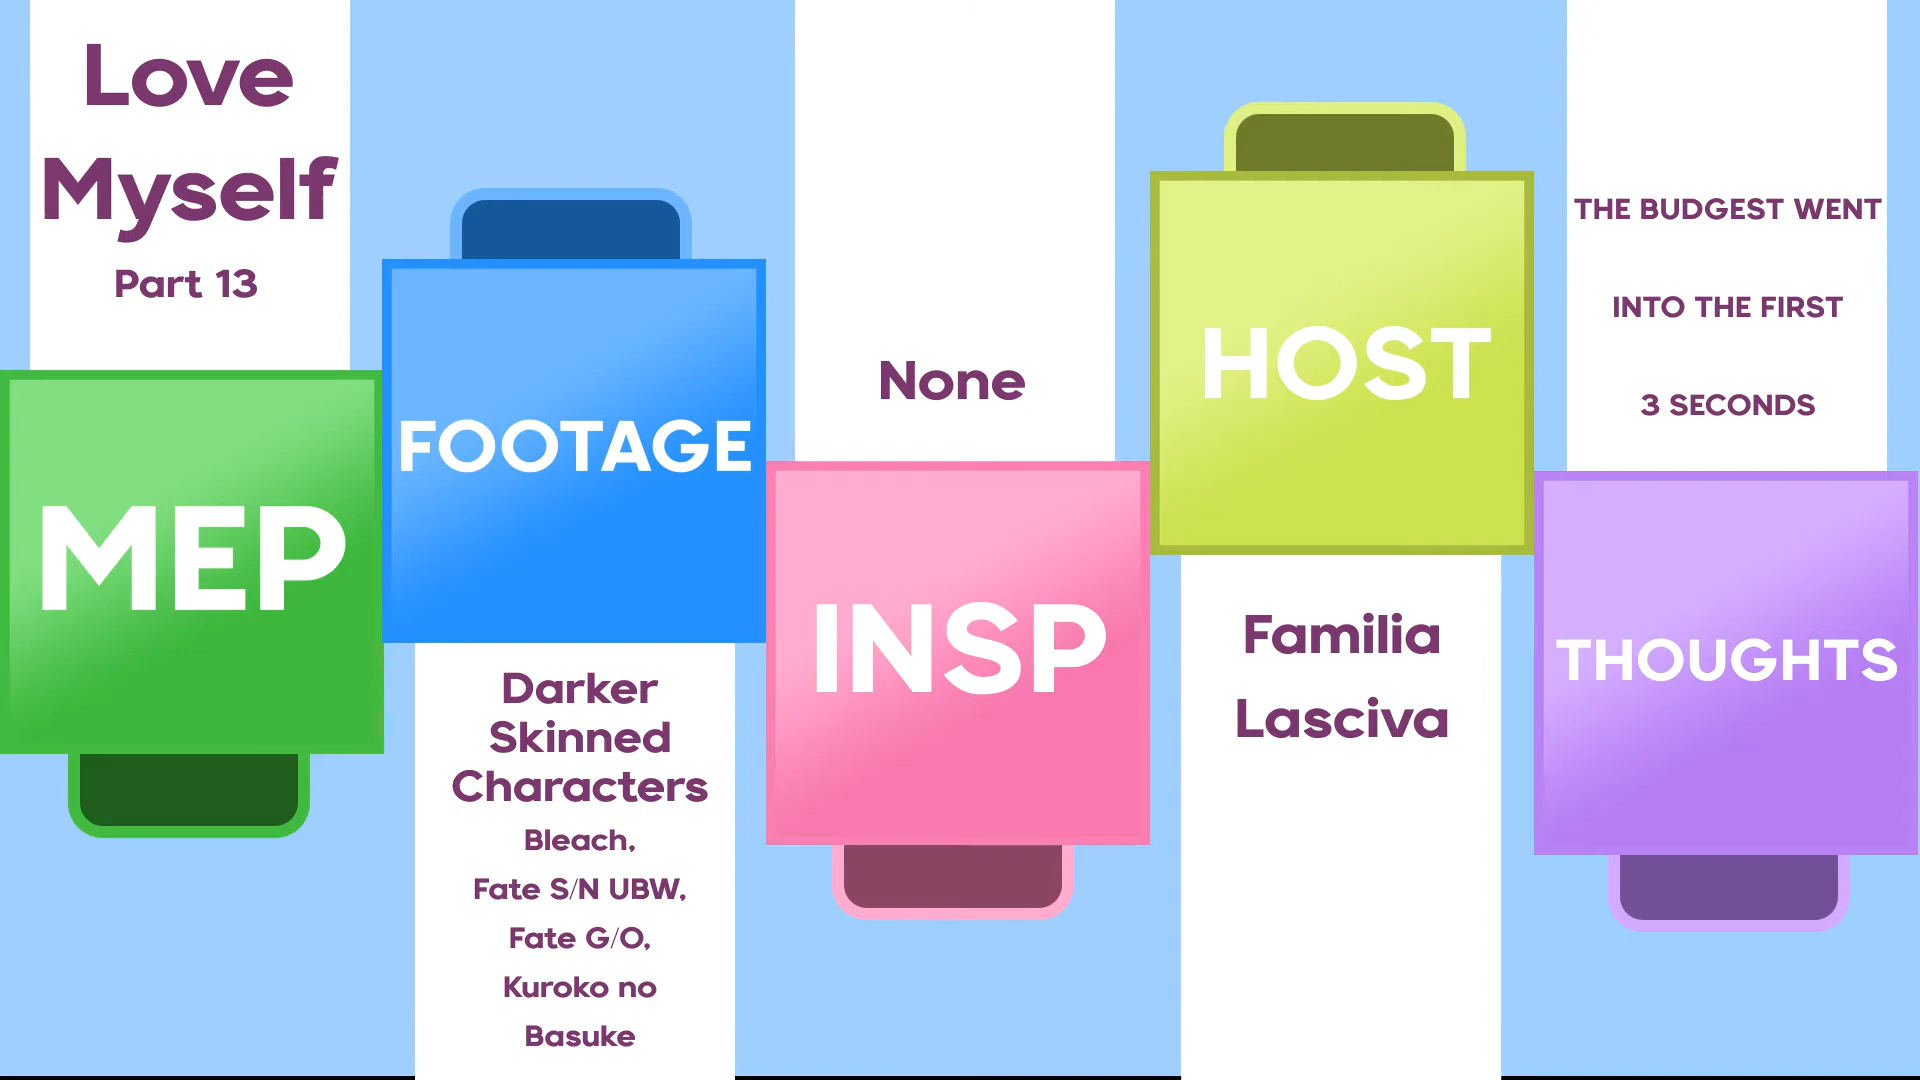 Love
Myself
Part 13
MEP
FOOTAGE
Darker
Skinned
Characters
Bleach,
Fate S/N UBW,
Fate G/O,
Kuroko no
Basuke
None
INSP
HOST
Familia
Lasciva
THE BUDGEST WENT
INTO THE FIRST
3 SECONDS
THOUGHTS